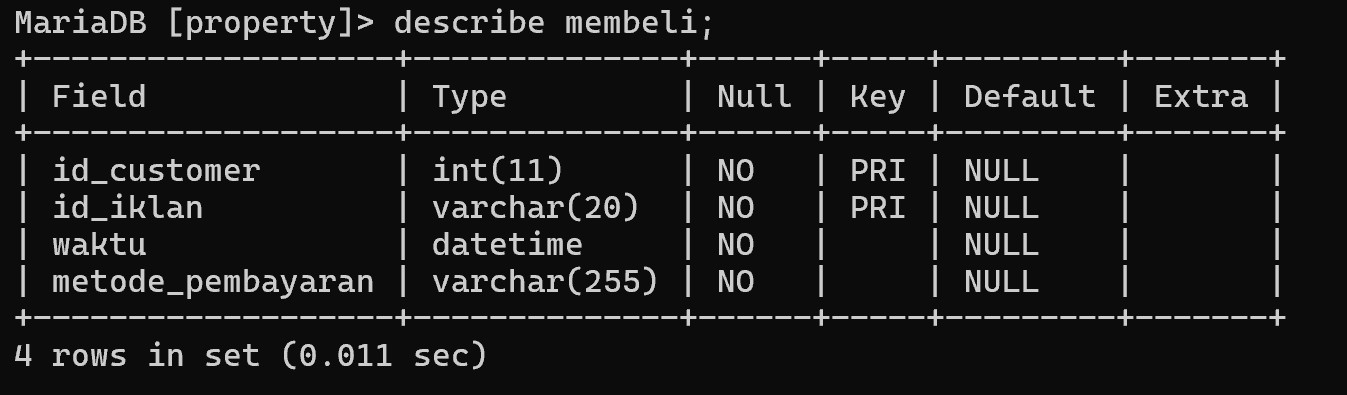 MariaDB [property]> describe membeli;
+-------------------+--------------+------+-----+---------+-------+
| Field             | Type         | Null | Key | Default | Extra |
+-------------------+--------------+------+-----+---------+-------+
| id_customer       | int(11)      | NO   | PRI | NULL    |       |
| id_iklan          | varchar(20)  | NO   | PRI | NULL    |       |
| waktu             | datetime     | NO   |     | NULL    |       |
| metode_pembayaran | varchar(255) | NO   |     | NULL    |       |
+-------------------+--------------+------+-----+---------+-------+
4 rows in set (0.011 sec)